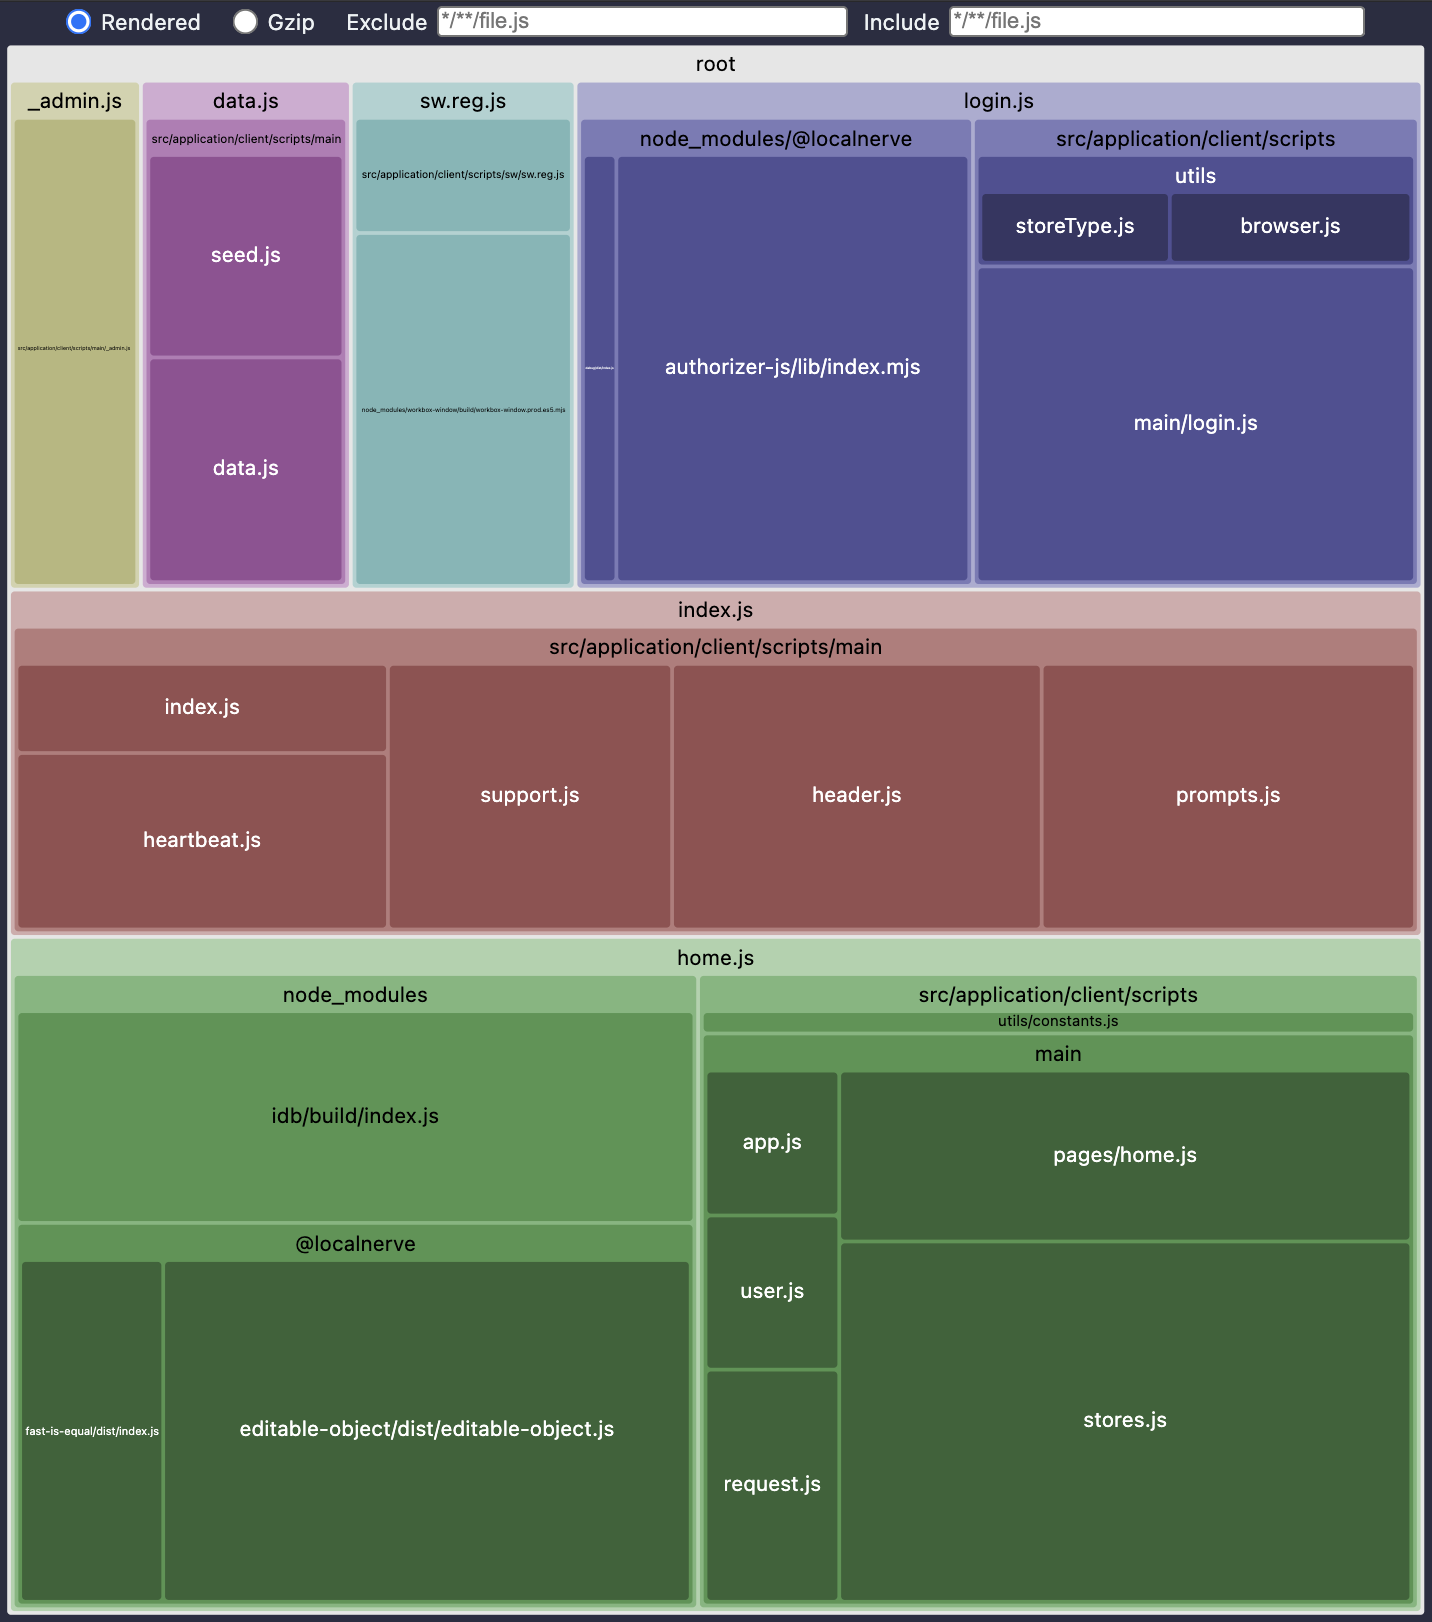 Rendered Gzip Exclude */**/file.js Include */**/file.js
root
_admin.js
src/application/client/scripts/main/_admin.js
data.js
src/application/client/scripts/main
seed.js
data.js
sw.reg.js
src/application/client/scripts/sw/sw.reg.js
node_modules/workbox-window/build/workbox-window.prod.es5.mjs
login.js
node_modules/@localnerve
authorizer-js/lib/index.mjs
src/application/client/scripts
utils
storeType.js
browser.js
main/login.js
index.js
src/application/client/scripts/main
index.js
heartbeat.js
support.js
header.js
prompts.js
home.js
node_modules
idb/build/index.js
@localnerve
fast-is-equal/dist/index.js
editable-object/dist/editable-object.js
src/application/client/scripts
utils/constants.js
main
app.js
user.js
request.js
pages/home.js
stores.js